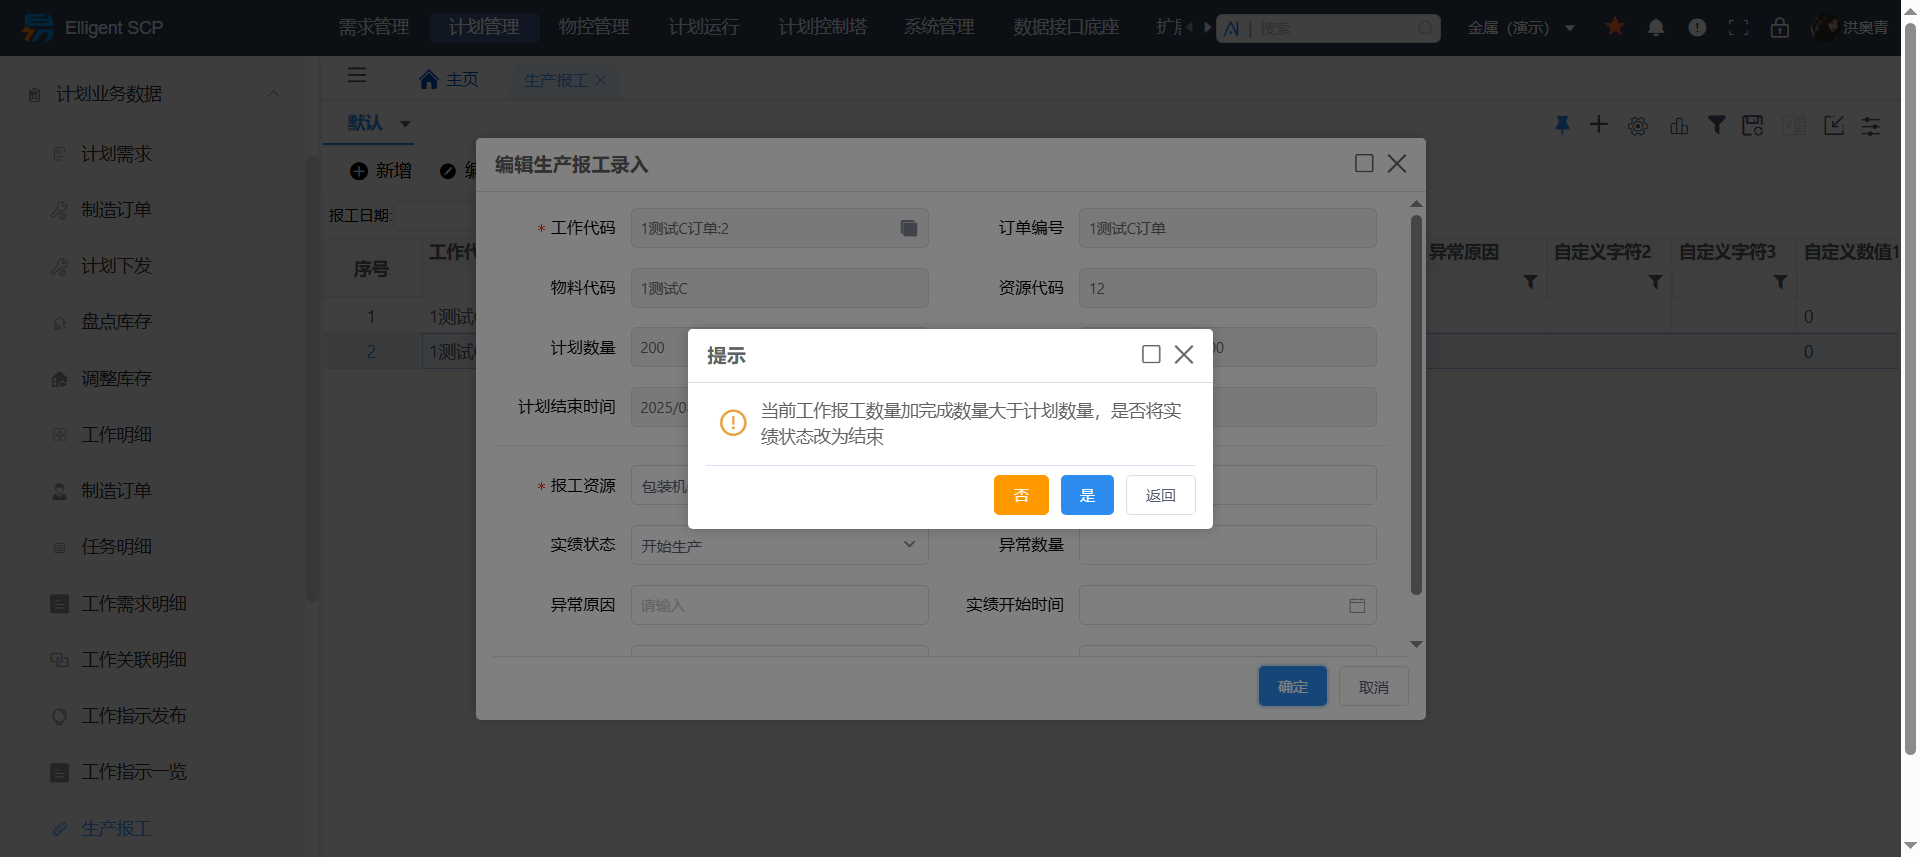 Elligent SCP
需求管理
计划管理
物控管理
计划运行
计划控制塔
系统管理
数据接口底座
搜索
金属（演示）
洪奥青
计划业务数据
主页
生产报工
默认
计划需求
制造订单
计划下发
盘点库存
调整库存
工作明细
制造订单
任务明细
工作需求明细
工作关联明细
工作指示发布
工作指示一览
生产报工
新增
报工日期:
序号
异常原因
自定义字符2
自定义字符3
自定义数值1
1
1测试
0
2
1测试
0
编辑生产报工录入
* 工作代码
1测试C订单:2
订单编号
1测试C订单
物料代码
1测试C
资源代码
12
计划数量
200
计划结束时间
2025/0
* 报工资源
包装机
实绩状态
开始生产
异常数量
异常原因
请输入
实绩开始时间
确定
取消
提示
当前工作报工数量加完成数量大于计划数量，是否将实
绩状态改为结束
否
是
返回